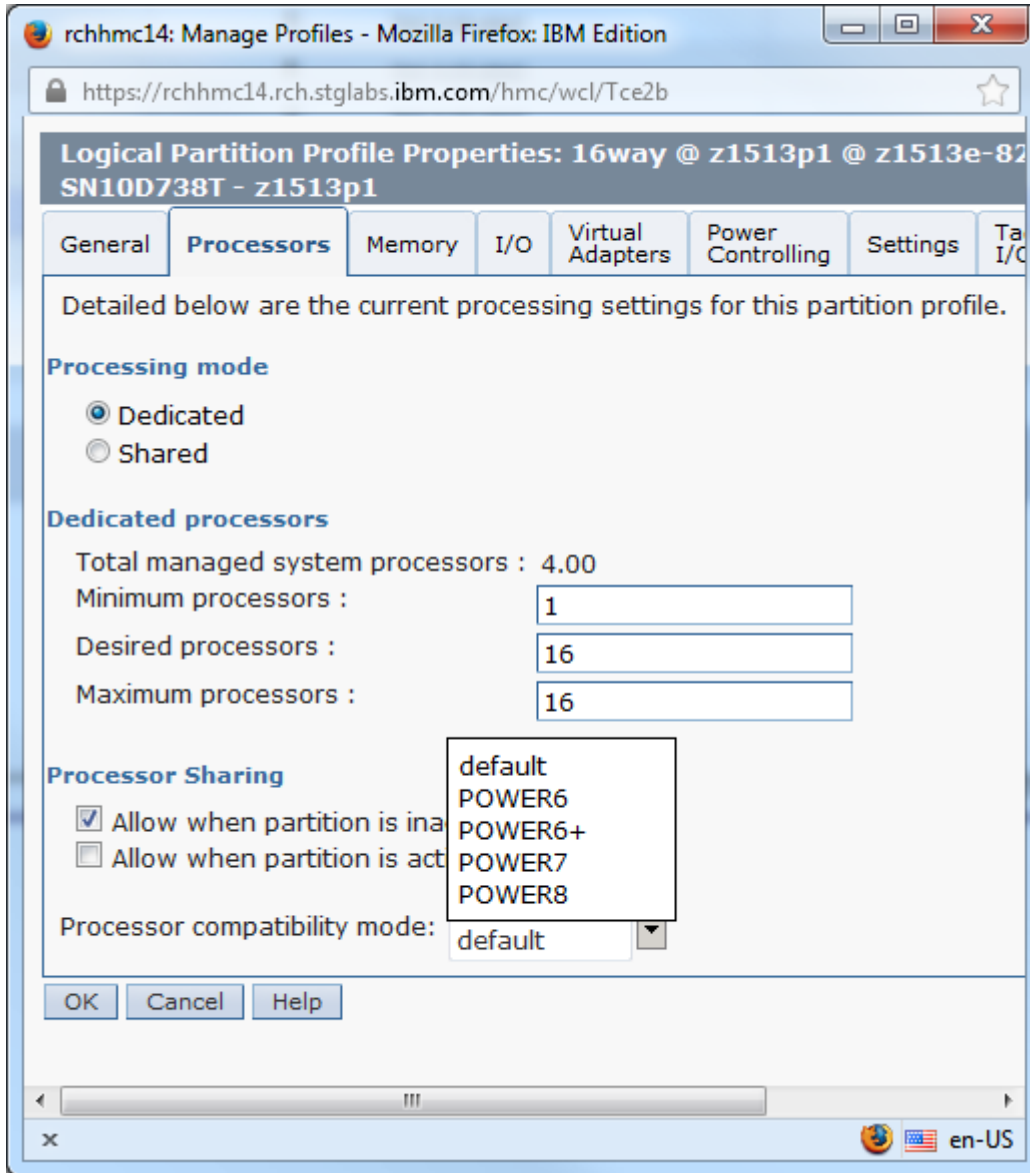 rchhmc14: Manage Profiles - Mozilla Firefox: IBM Edition
https://rchhmc14.rch.stglabs.ibm.com/hmc/wcl/Tce2b
Logical Partition Profile Properties: 16way @ z1513p1 @ z1513e-82
SN10D738T - z1513p1
General
Processors
Memory
I/O
Virtual
Adapters
Power
Controlling
Settings
Ta
I/O
Detailed below are the current processing settings for this partition profile.
Processing mode
Dedicated
Shared
Dedicated processors
Total managed system processors : 4.00
Minimum processors : 1
Desired processors : 16
Maximum processors : 16
Processor Sharing
Allow when partition is ina
Allow when partition is act
default
POWER6
POWER6+
POWER7
POWER8
Processor compatibility mode: default
OK Cancel Help
en-US